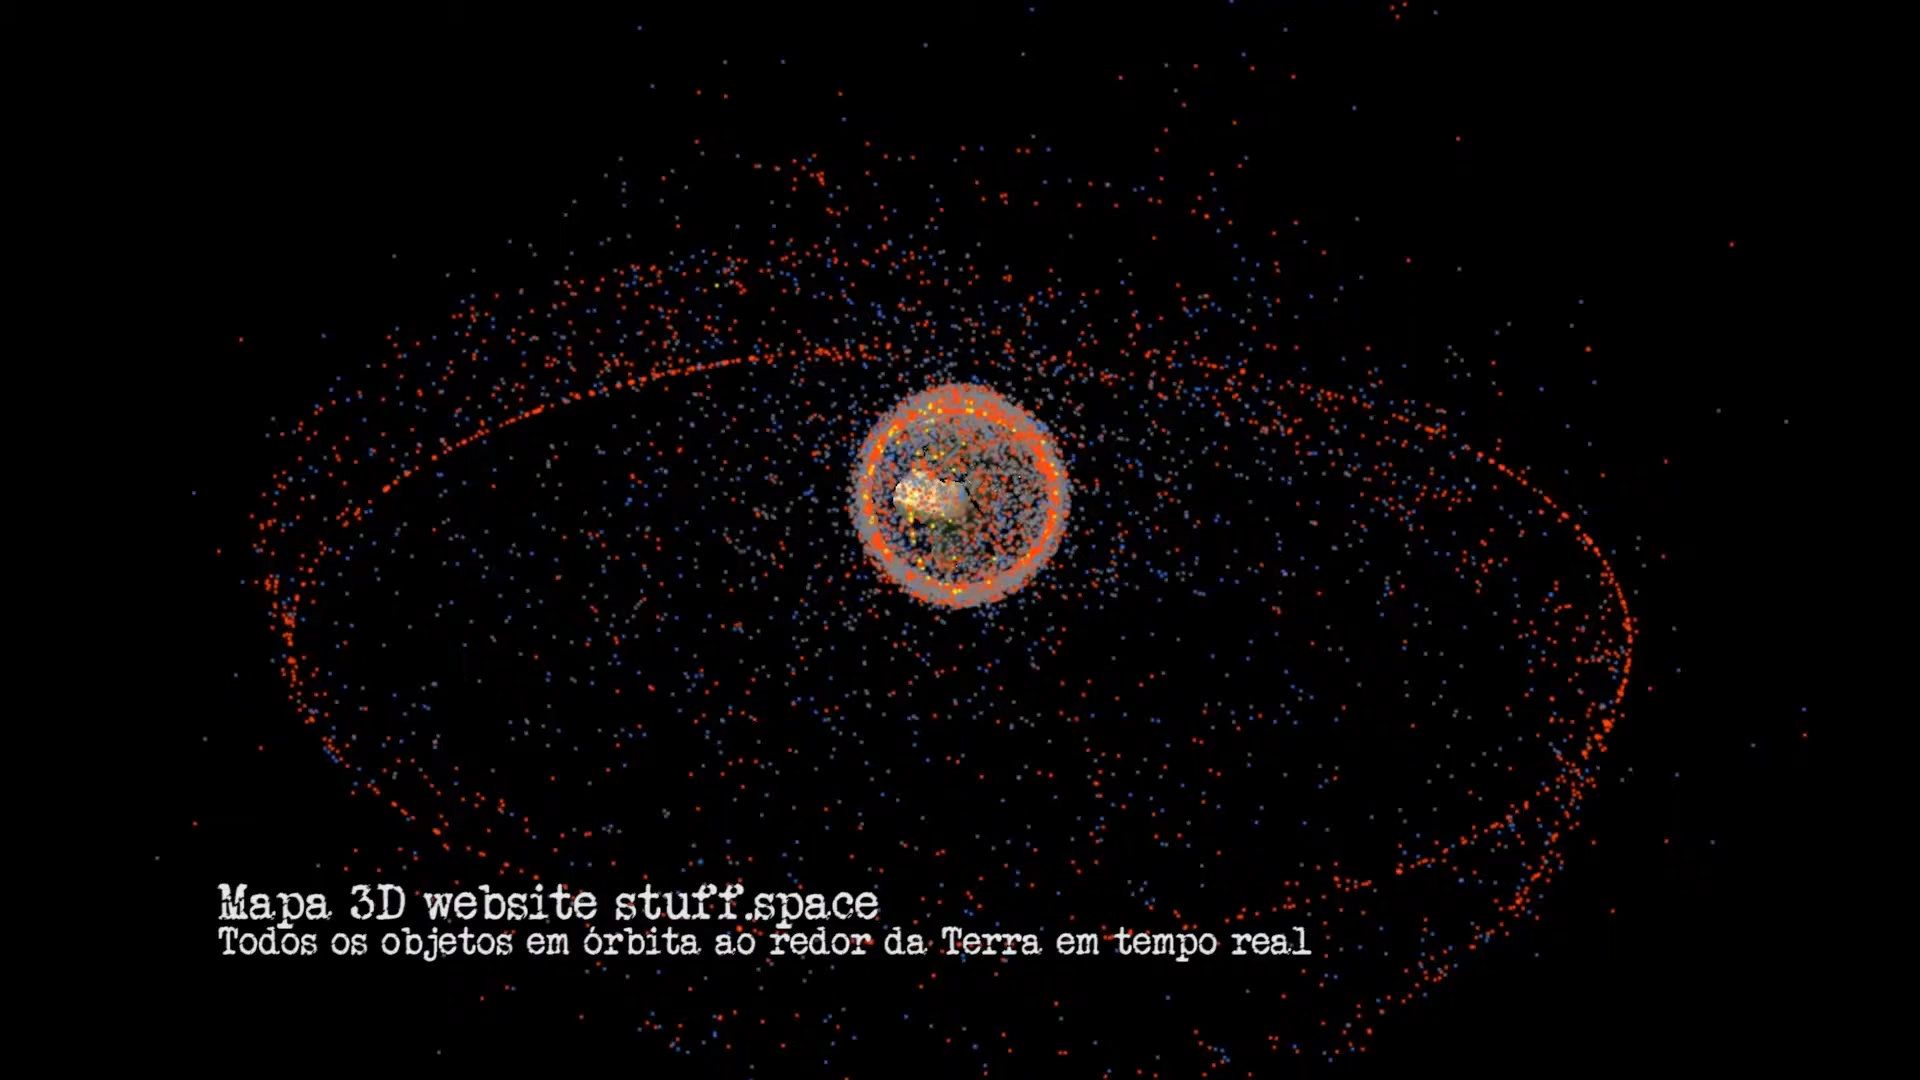 Mapa 3D website stuff.space
Todos os objetos em órbita ao redor da Terra em tempo real